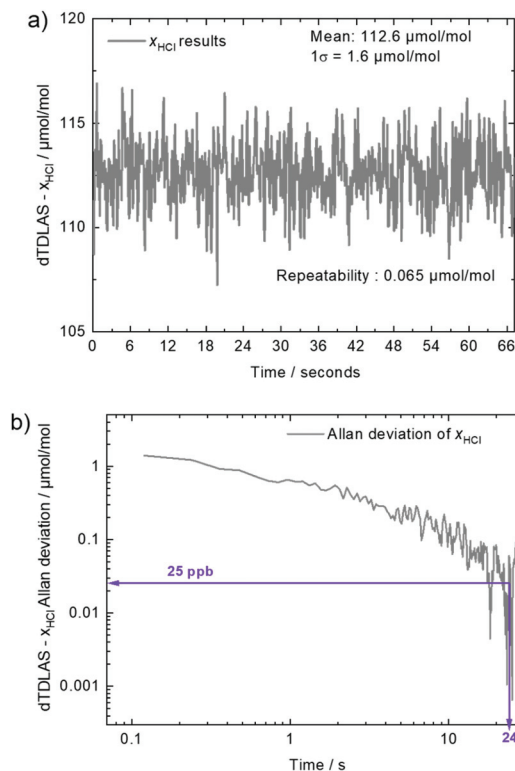 a)
x_HCl results
Mean: 112.6 µmol/mol
1σ = 1.6 µmol/mol
dTDLAS - x_HCl / µmol/mol
120
115
110
105
Repeatability : 0.065 µmol/mol
0 6 12 18 24 30 36 42 48 54 60 66
Time / seconds
b)
Allan deviation of x_HCl
dTDLAS - x_HCl Allan deviation / µmol/mol
1
0.1
0.01
0.001
25 ppb
0.1 1 10 24
Time / s